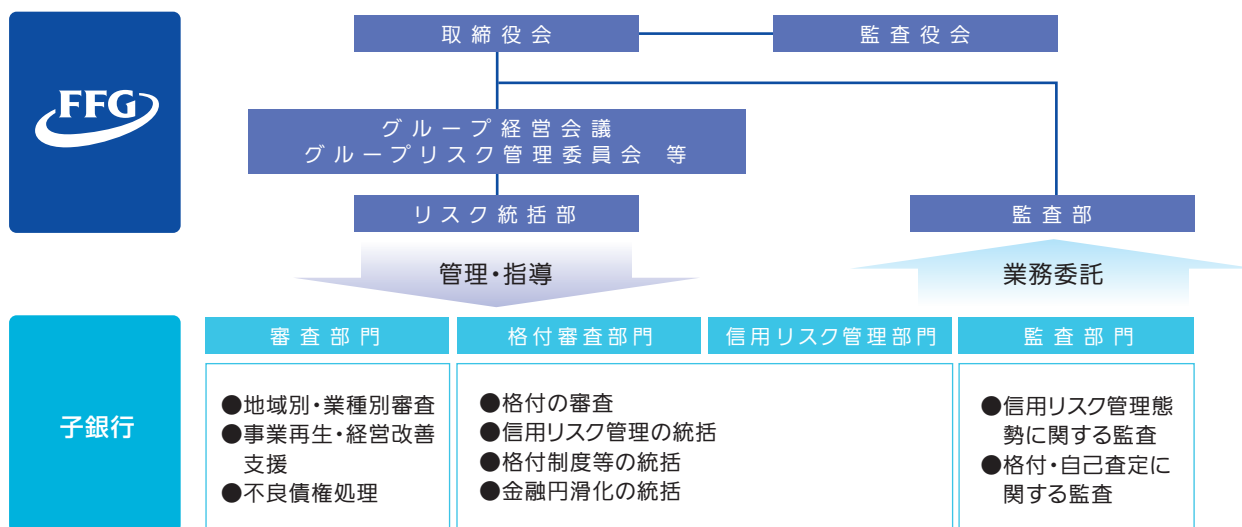 取締役会
監査役会
FFG
グループ経営会議
グループリスク管理委員会 等
リスク統括部
監査部
管理・指導
業務委託
子銀行
審査部門
格付審査部門
信用リスク管理部門
監査部門
●地域別・業種別審査
●事業再生・経営改善
支援
●不良債権処理
●格付の審査
●信用リスク管理の統括
●格付制度等の統括
●金融円滑化の統括
●信用リスク管理態
勢に関する監査
●格付・自己査定に
関する監査